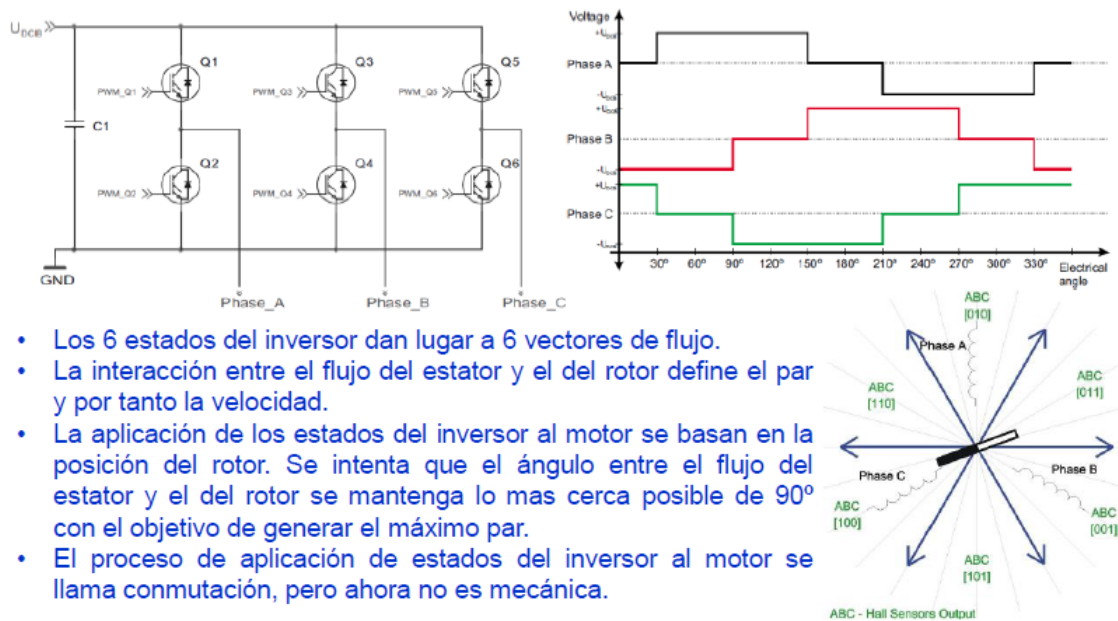 U_DCB
Q1
Q3
Q5
PWM_Q1
PWM_Q3
PWM_Q5
C1
Q2
Q4
Q6
PWM_Q2
PWM_Q4
PWM_Q6
GND
Phase_A
Phase_B
Phase_C
Voltage
Phase A
Phase B
Phase C
30º 60º 90º 120º 150º 180º 210º 240º 270º 300º 330º Electrical
angle
• Los 6 estados del inversor dan lugar a 6 vectores de flujo.
• La interacción entre el flujo del estator y el del rotor define el par
y por tanto la velocidad.
• La aplicación de los estados del inversor al motor se basan en la
posición del rotor. Se intenta que el ángulo entre el flujo del
estator y el del rotor se mantenga lo mas cerca posible de 90º
con el objetivo de generar el máximo par.
• El proceso de aplicación de estados del inversor al motor se
llama conmutación, pero ahora no es mecánica.
ABC
[010]
Phase A
ABC
[110]
ABC
[011]
Phase C
Phase B
ABC
[100]
ABC
[001]
ABC
[101]
ABC - Hall Sensors Output